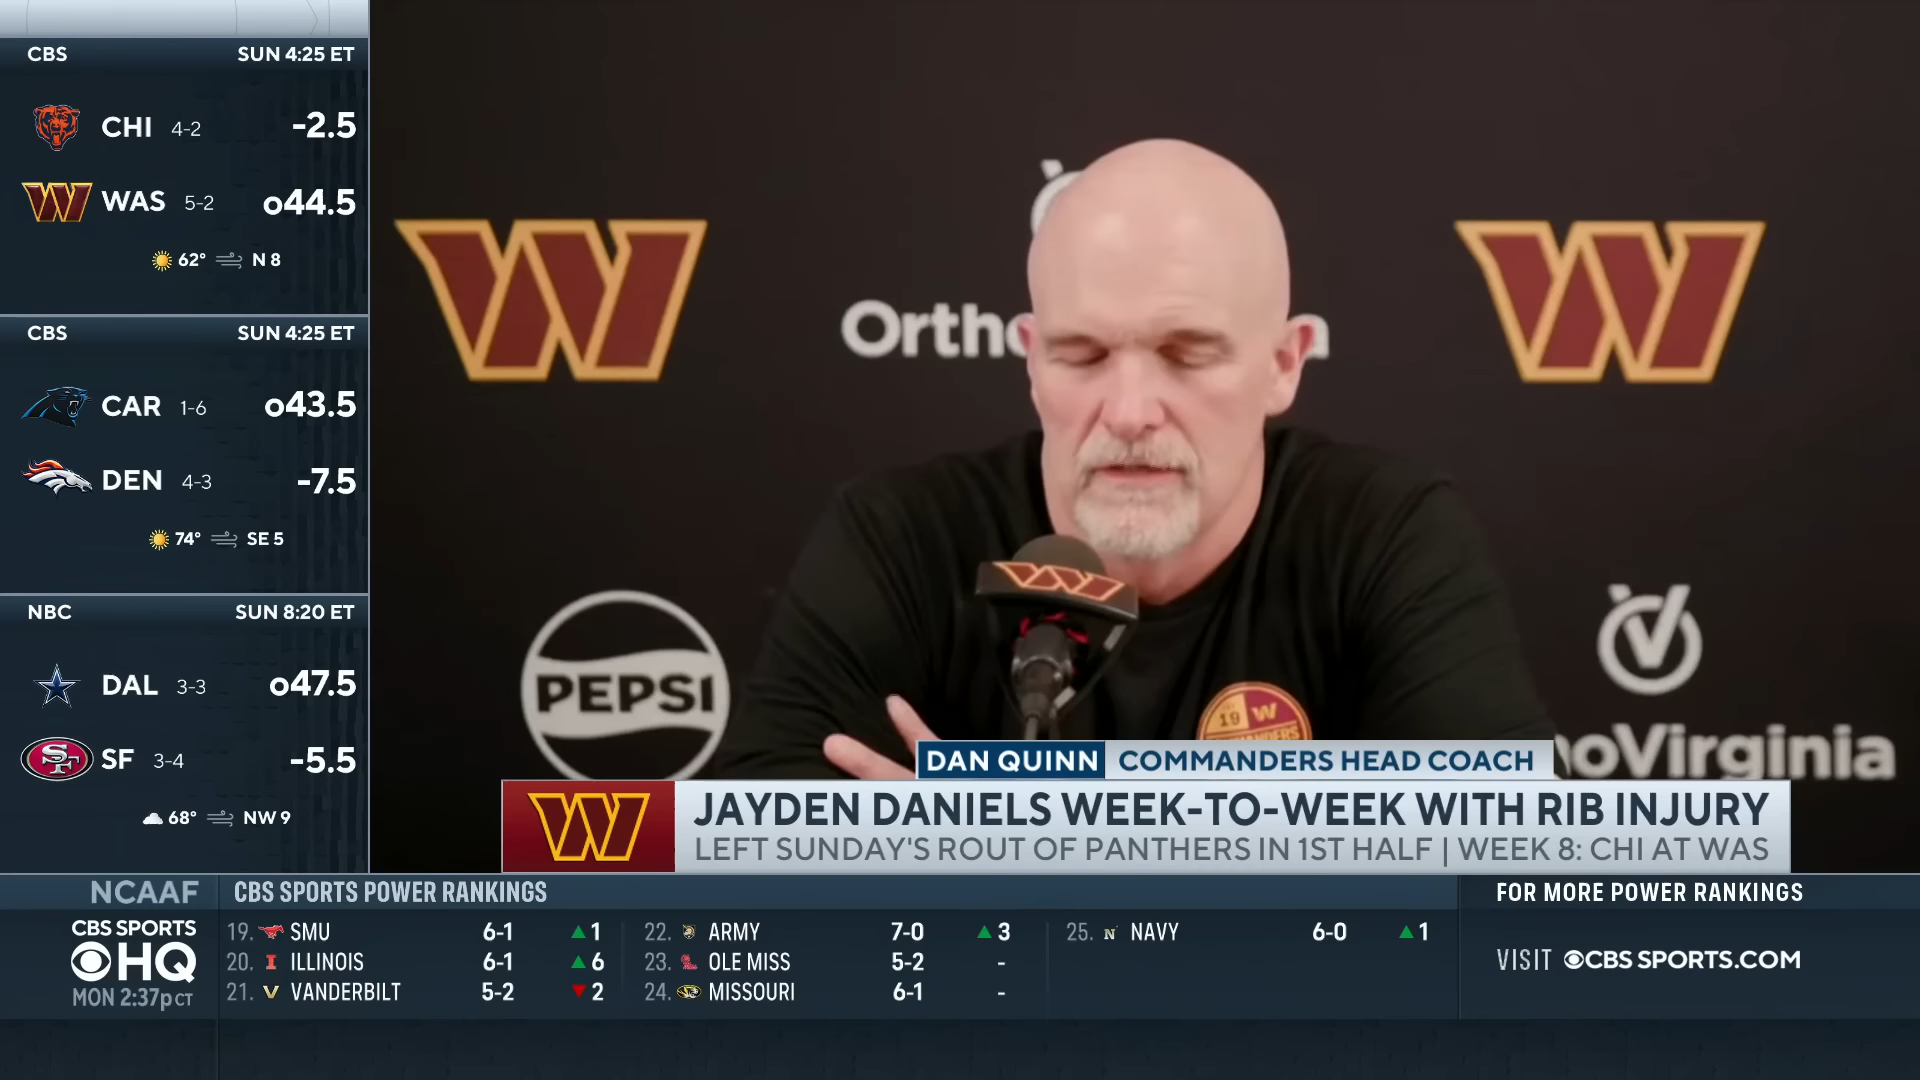 CBS SUN 4:25 ET
CHI 4-2 -2.5
WAS 5-2 o44.5
62° N 8
CBS SUN 4:25 ET
CAR 1-6 o43.5
DEN 4-3 -7.5
74° SE 5
NBC SUN 8:20 ET
DAL 3-3 o47.5
SF 3-4 -5.5
68° NW 9
PEPSI
19 W
DAN QUINN COMMANDERS HEAD COACH
JAYDEN DANIELS WEEK-TO-WEEK WITH RIB INJURY
LEFT SUNDAY'S ROUT OF PANTHERS IN 1ST HALF | WEEK 8: CHI AT WAS
NCAAF CBS SPORTS POWER RANKINGS FOR MORE POWER RANKINGS
CBS SPORTS
HQ
MON 2:37p CT
19. SMU 6-1 ▲ 1
20. ILLINOIS 6-1 ▲ 6
21. VANDERBILT 5-2 ▼ 2
22. ARMY 7-0 ▲ 3
23. OLE MISS 5-2 -
24. MISSOURI 6-1 -
25. NAVY 6-0 ▲ 1
VISIT CBS SPORTS.COM